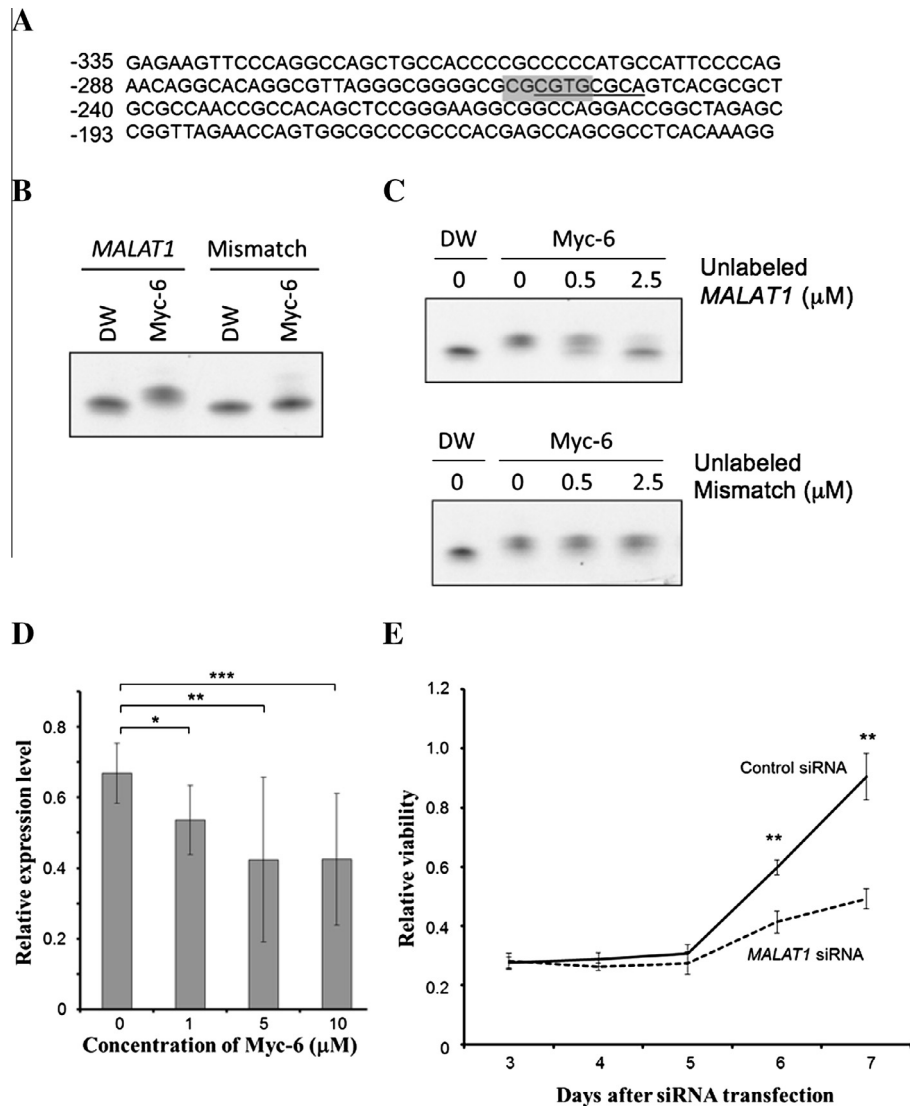 A
-335 GAGAAGTTCCCAGGCCAGCTGCCACCCCGCCCCCATGCCATTCCCCAG
-288 AACAGGCACAGGCGTTAGGGCGGGGCGCGCGTGCGCAGTCACGCGCT
-240 GCGCCAACCGCCACAGCTCCGGGAAGGCGGCCAGGACCGGCTAGAGC
-193 CGGTTAGAACCAGTGGCGCCCGCCCACGAGCCAGCGCCTCACAAAGG
B
MALAT1 Mismatch
DW Myc-6 DW Myc-6
C
DW Myc-6
0 0 0.5 2.5
Unlabeled
MALAT1 (μM)
DW Myc-6
0 0 0.5 2.5
Unlabeled
Mismatch (μM)
D
Relative expression level
0.8
0.6
0.4
0.2
0
***
**
*
0 1 5 10
Concentration of Myc-6 (μM)
E
Relative viability
1.2
1.0
0.8
0.6
0.4
0.2
0
Control siRNA
**
**
MALAT1 siRNA
3 4 5 6 7
Days after siRNA transfection